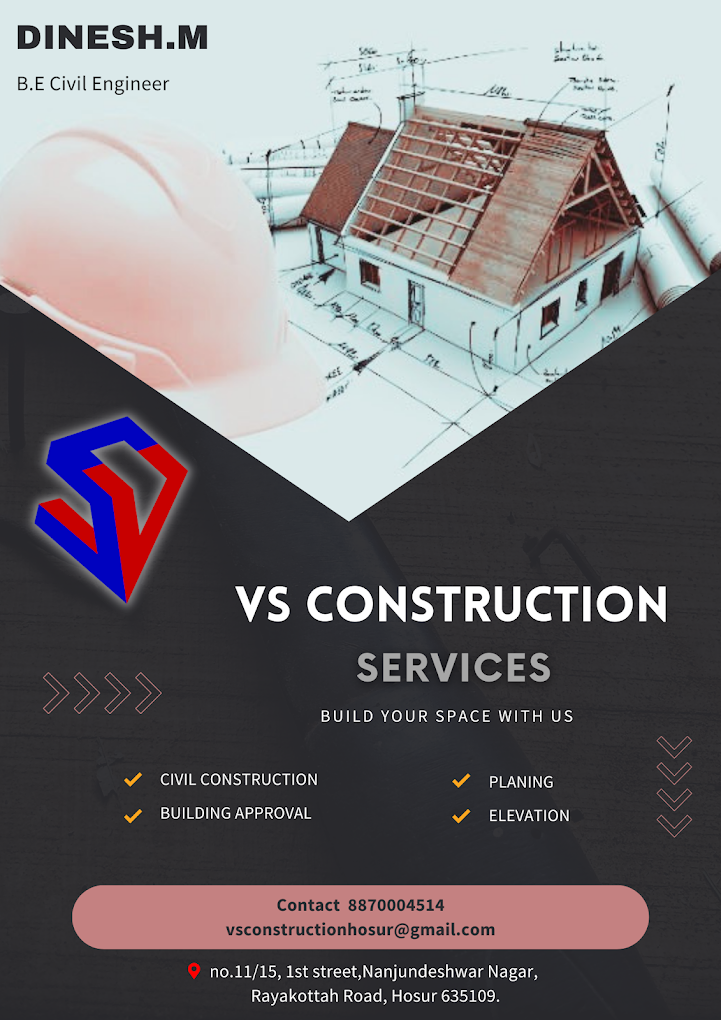 DINESH.M
B.E Civil Engineer
VS CONSTRUCTION
SERVICES
BUILD YOUR SPACE WITH US
CIVIL CONSTRUCTION
BUILDING APPROVAL
PLANING
ELEVATION
Contact 8870004514
vsconstructionhosur@gmail.com
no.11/15, 1st street,Nanjundeshwar Nagar,
Rayakottah Road, Hosur 635109.